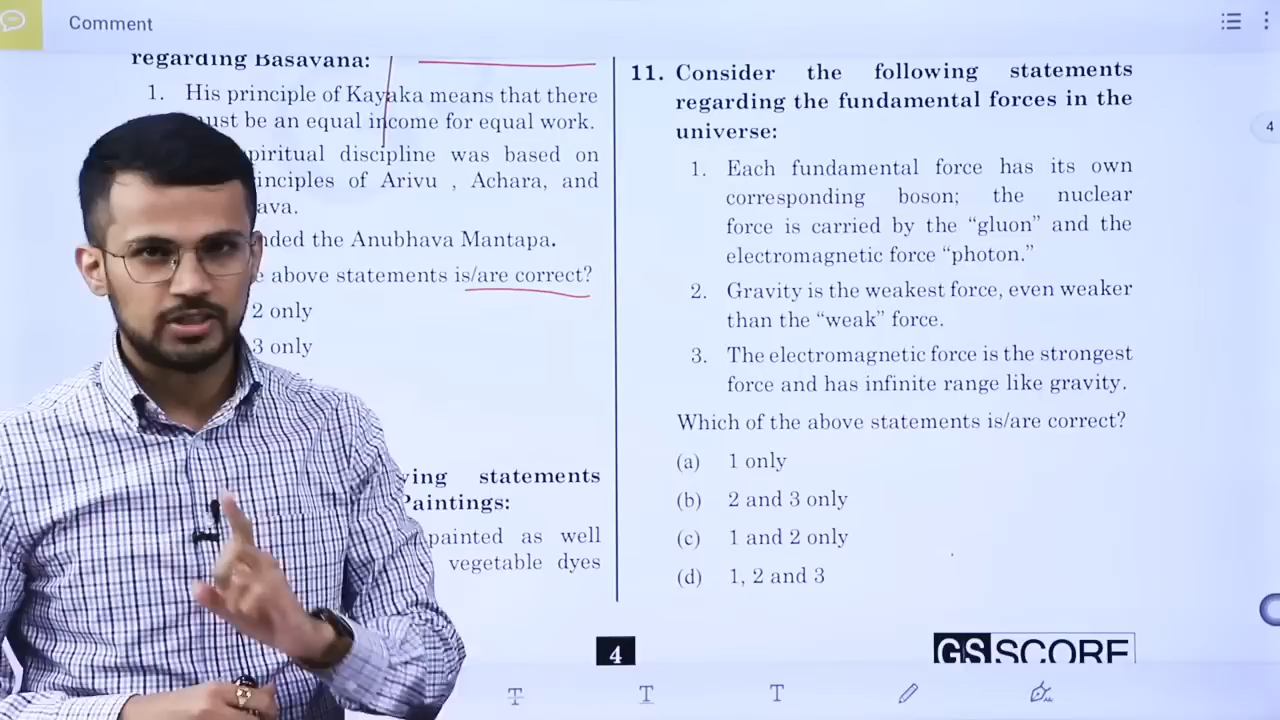 Comment
regarding Basavana:
1. His principle of Kayaka means that there
must be an equal income for equal work.
piritual discipline was based on
inciples of Arivu , Achara, and
ava.
nded the Anubhava Mantapa.
e above statements is/are correct?
2 only
3 only
ving statements
Paintings:
painted as well
vegetable dyes
11. Consider the following statements
regarding the fundamental forces in the
universe:
1. Each fundamental force has its own
corresponding boson; the nuclear
force is carried by the “gluon” and the
electromagnetic force “photon.”
2. Gravity is the weakest force, even weaker
than the “weak” force.
3. The electromagnetic force is the strongest
force and has infinite range like gravity.
Which of the above statements is/are correct?
(a) 1 only
(b) 2 and 3 only
(c) 1 and 2 only
(d) 1, 2 and 3
4
4
GSSCORE
T T T